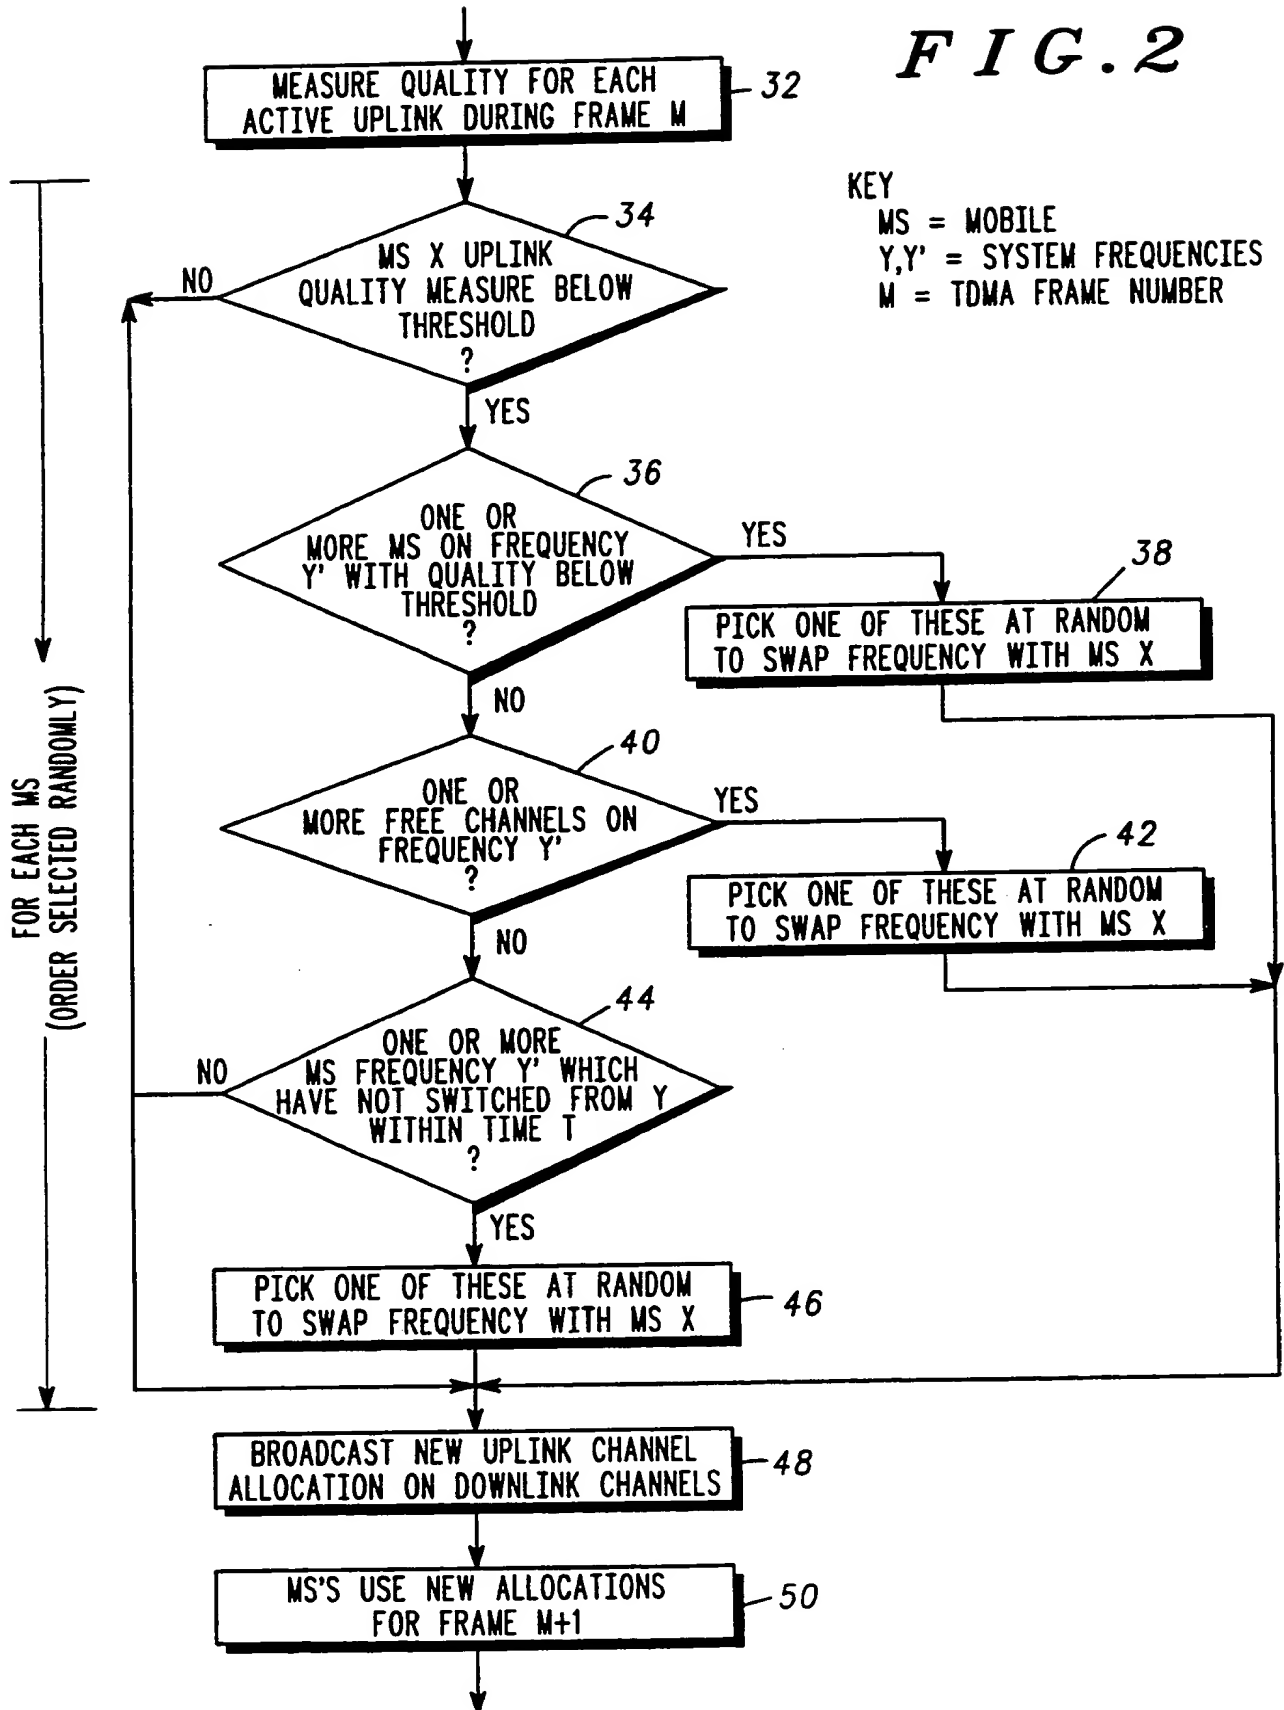 FIG.2
MEASURE QUALITY FOR EACH
ACTIVE UPLINK DURING FRAME M
32
KEY
MS = MOBILE
Y,Y' = SYSTEM FREQUENCIES
M = TDMA FRAME NUMBER
34
MS X UPLINK
QUALITY MEASURE BELOW
THRESHOLD
?
NO
YES
36
ONE OR
MORE MS ON FREQUENCY
Y' WITH QUALITY BELOW
THRESHOLD
?
YES
38
PICK ONE OF THESE AT RANDOM
TO SWAP FREQUENCY WITH MS X
NO
FOR EACH MS
(ORDER SELECTED RANDOMLY)
40
ONE OR
MORE FREE CHANNELS ON
FREQUENCY Y'
?
YES
42
PICK ONE OF THESE AT RANDOM
TO SWAP FREQUENCY WITH MS X
NO
44
ONE OR MORE
MS FREQUENCY Y' WHICH
HAVE NOT SWITCHED FROM Y
WITHIN TIME T
?
NO
YES
PICK ONE OF THESE AT RANDOM
TO SWAP FREQUENCY WITH MS X
46
BROADCAST NEW UPLINK CHANNEL
ALLOCATION ON DOWNLINK CHANNELS
48
MS'S USE NEW ALLOCATIONS
FOR FRAME M+1
50